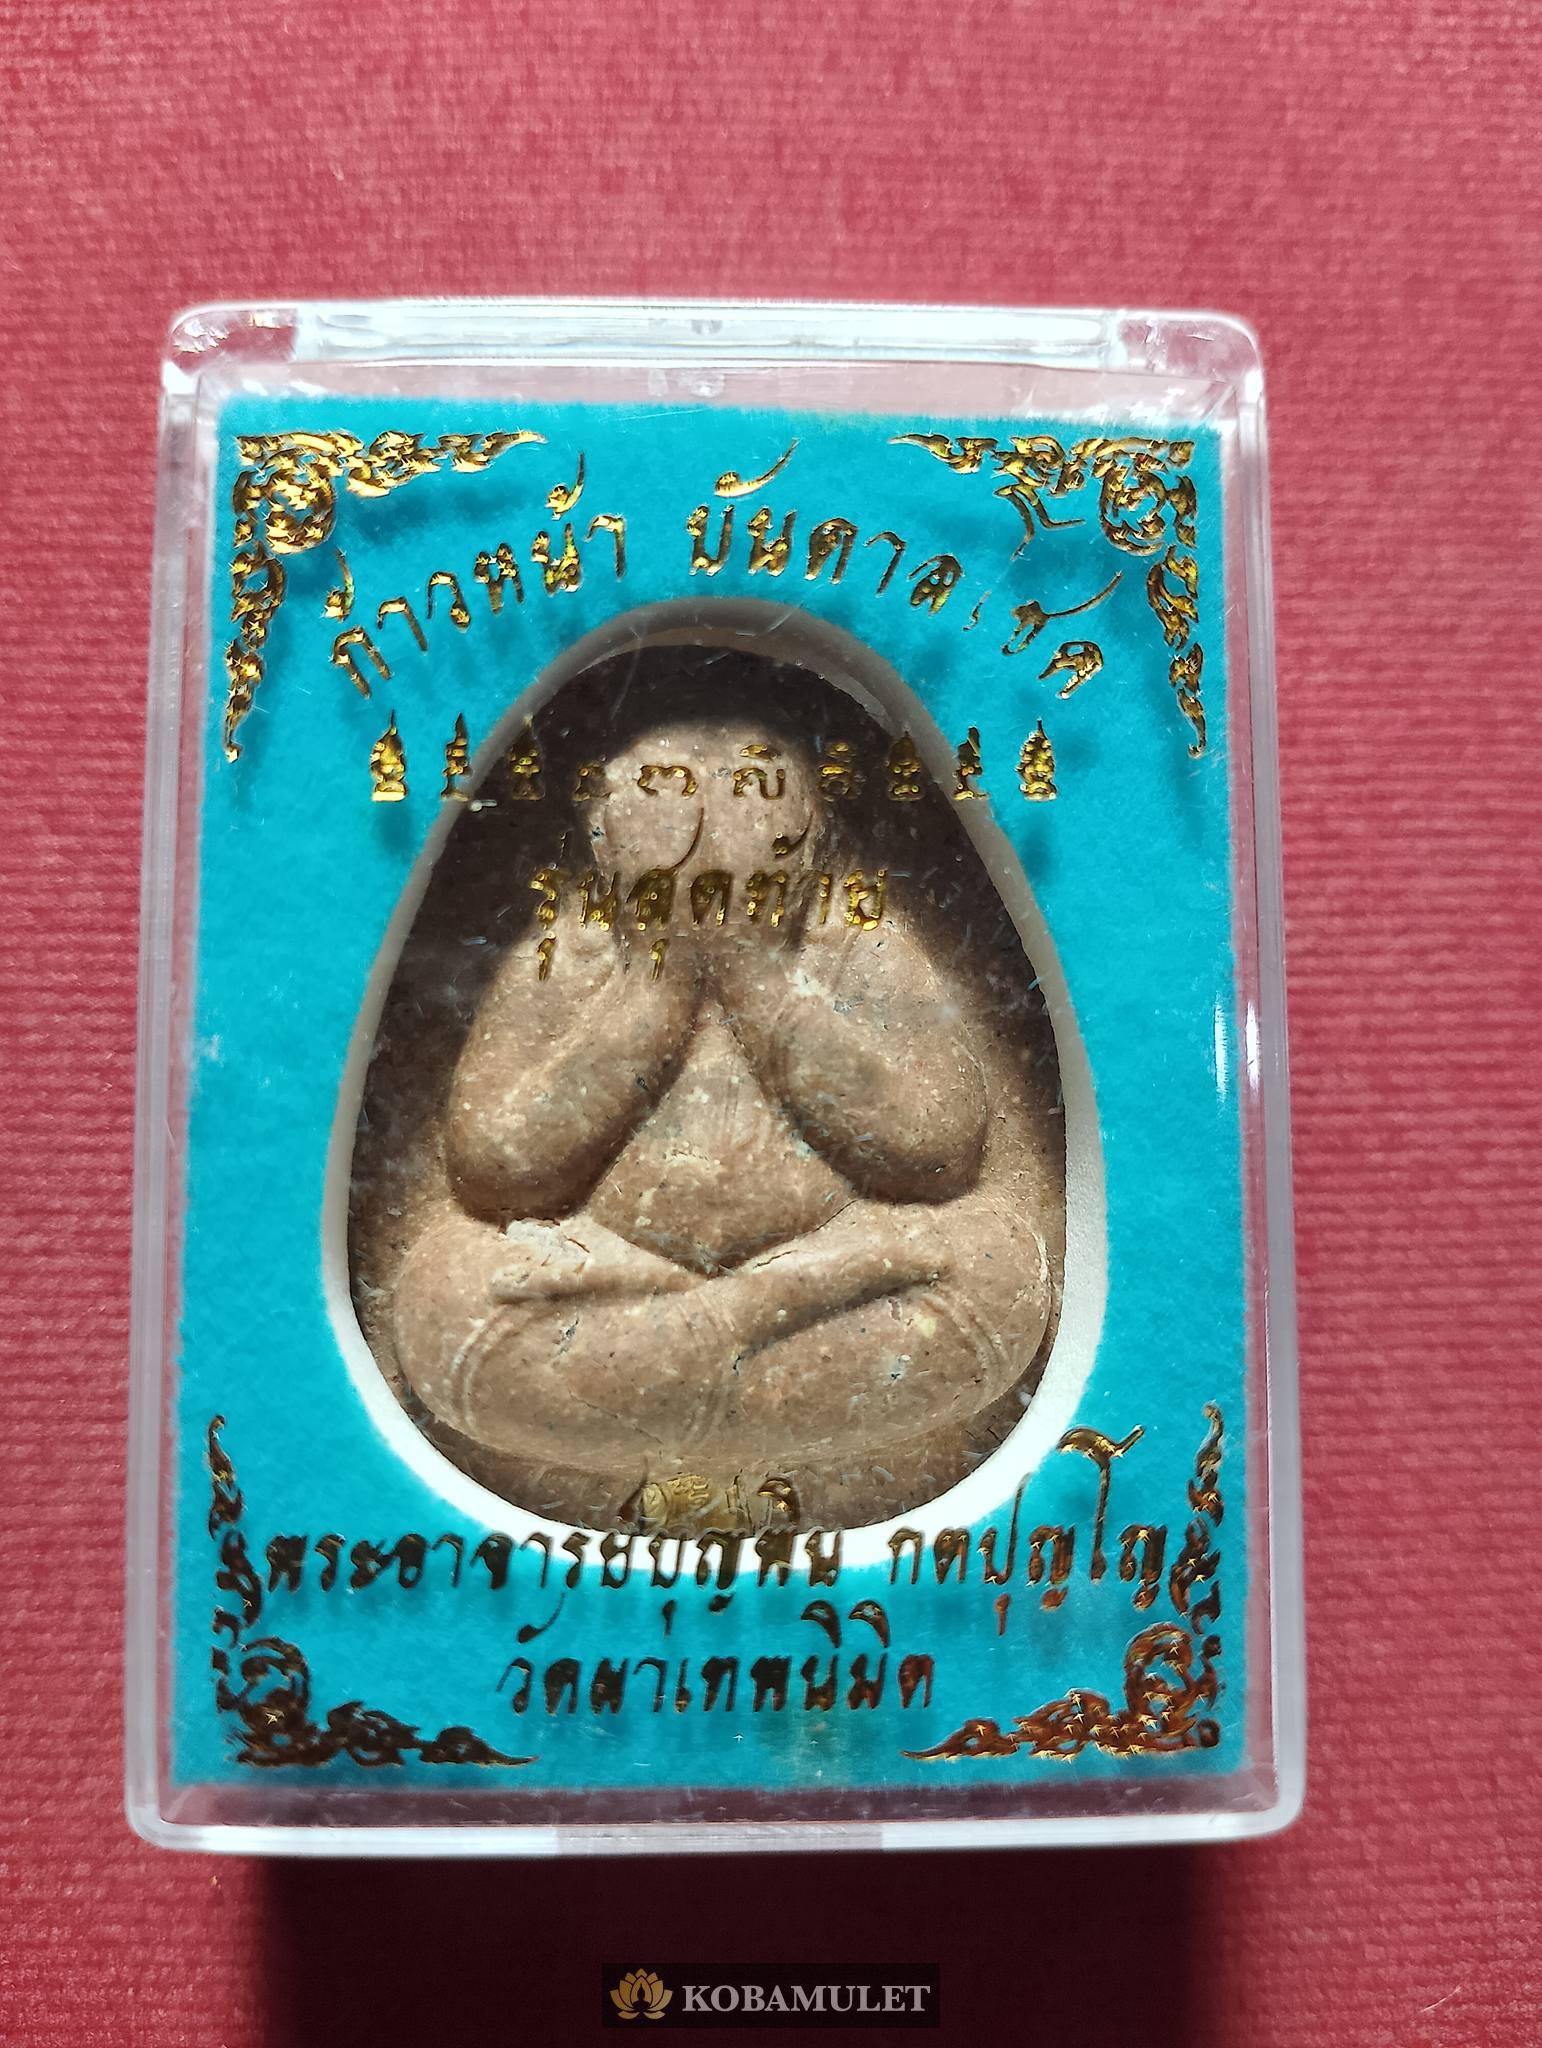 ก้าวหน้า บันดาลโชค
รุ่นสุดท้าย
พระอาจารย์บุญพิน กตปุญโญ
วัดผาเทพนิมิต
KOBAMULET